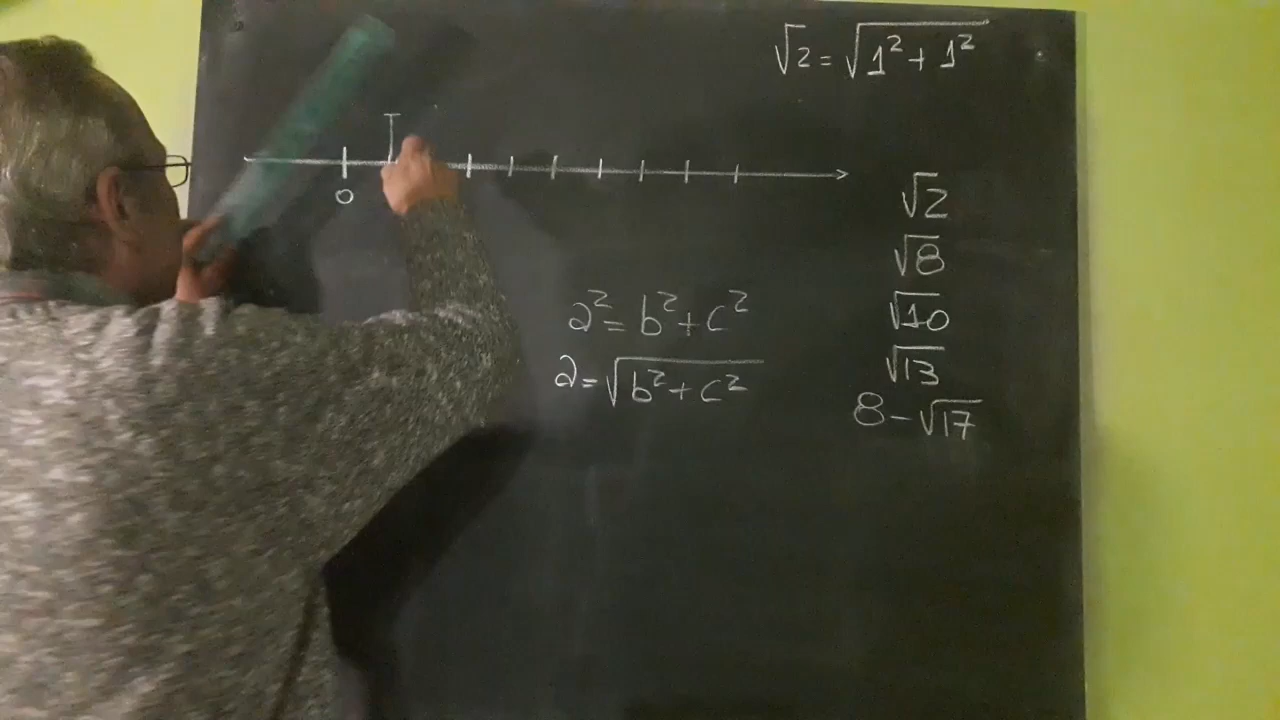 √2 = √1² + 1²
0
√2
√8
√10
√13
8 - √17
a² = b² + c²
a = √b² + c²